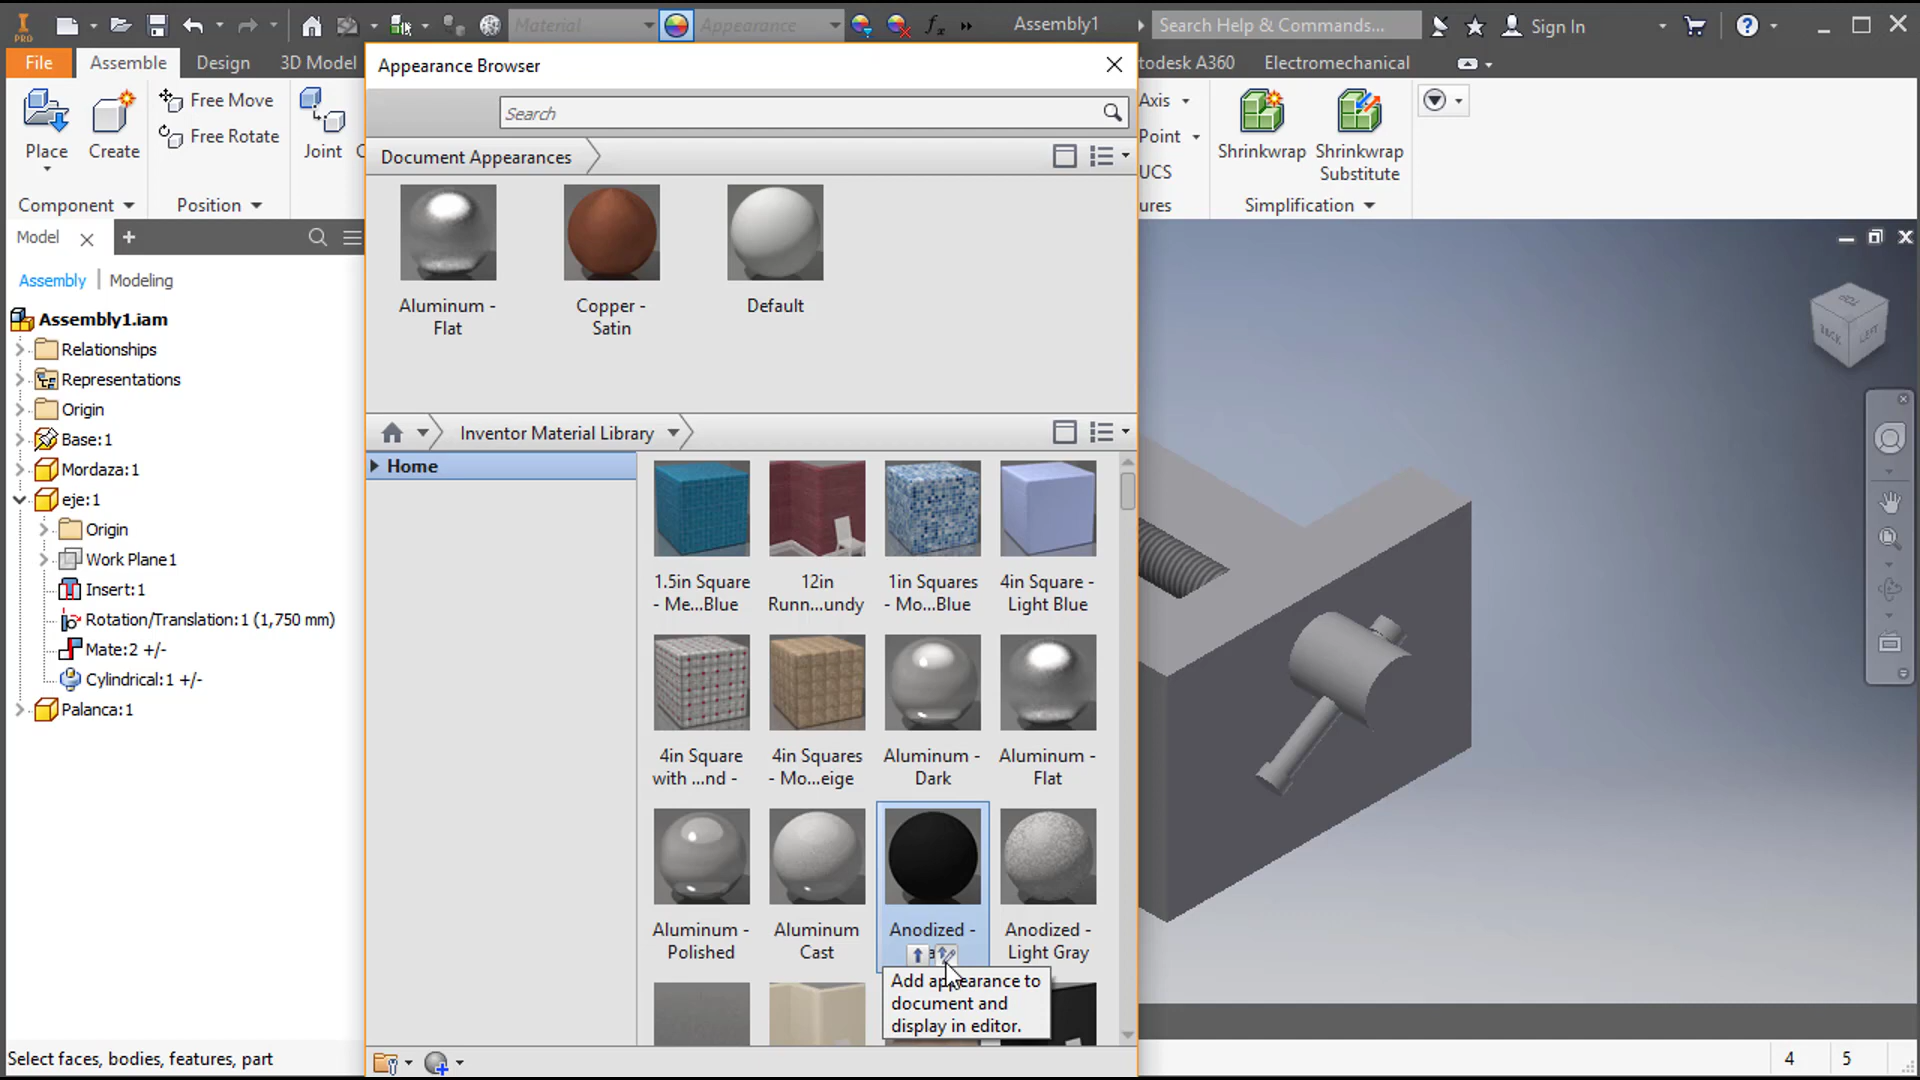 PRO
Material
Appearance
fx
Assembly1
Search Help & Commands...
Sign In
File
Assemble
Design
3D Model
todesk A360
Electromechanical
Place
Create
Free Move
Free Rotate
Joint
C
Axis
Point
UCS
ures
Shrinkwrap
Shrinkwrap
Substitute
Component
Position
Simplification
Model
Assembly
Modeling
Assembly1.iam
Relationships
Representations
Origin
Base:1
Mordaza:1
eje:1
Origin
Work Plane1
Insert:1
Rotation/Translation:1 (1,750 mm)
Mate:2 +/-
Cylindrical:1 +/-
Palanca:1
Appearance Browser
Search
Document Appearances
Aluminum -
Flat
Copper -
Satin
Default
Inventor Material Library
Home
1.5in Square
- Me...Blue
12in
Runn...undy
1in Squares
- Mo...Blue
4in Square -
Light Blue
4in Square
with ...nd -
4in Squares
- Mo...eige
Aluminum -
Dark
Aluminum -
Flat
Aluminum -
Polished
Aluminum
Cast
Anodized -
Anodized -
Light Gray
Add appearance to
document and
display in editor.
TOP
BACK
LEFT
Select faces, bodies, features, part
4
5